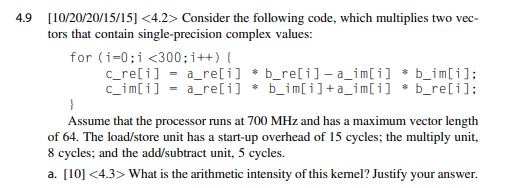 4.9 [10/20/20/15/15] <4.2> Consider the following code, which multiplies two vec-
tors that contain single-precision complex values:
for (i=0;i <300;i++) {
c_re[i] = a_re[i] * b_re[i] – a_im[i] * b_im[i];
c_im[i] = a_re[i] * b_im[i]+a_im[i] * b_re[i];
}
Assume that the processor runs at 700 MHz and has a maximum vector length
of 64. The load/store unit has a start-up overhead of 15 cycles; the multiply unit,
8 cycles; and the add/subtract unit, 5 cycles.
a. [10] <4.3> What is the arithmetic intensity of this kernel? Justify your answer.